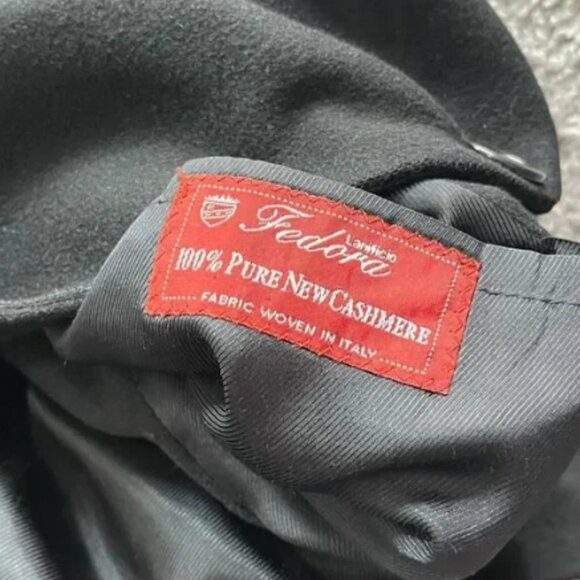 Lanificio
Fedora
100% PURE NEW CASHMERE
FABRIC WOVEN IN ITALY